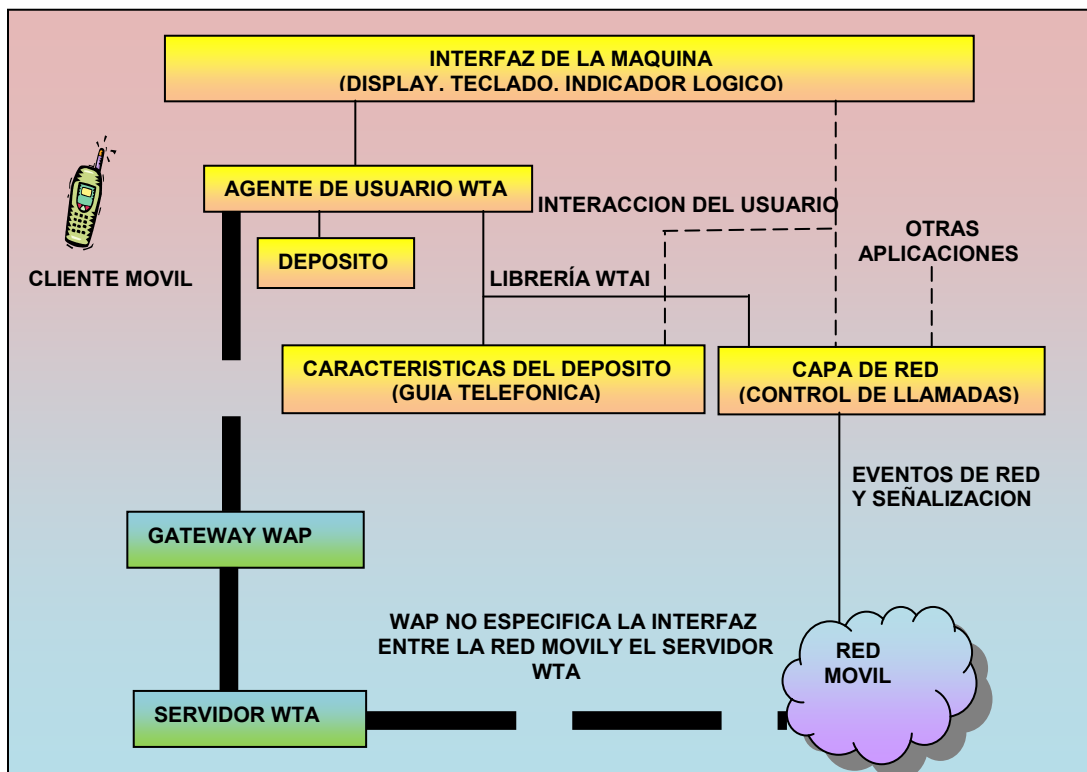 INTERFAZ DE LA MAQUINA
(DISPLAY. TECLADO. INDICADOR LOGICO)
AGENTE DE USUARIO WTA
INTERACCION DEL USUARIO
OTRAS
APLICACIONES
DEPOSITO
CLIENTE MOVIL
LIBRERÍA WTAI
CARACTERISTICAS DEL DEPOSITO
(GUIA TELEFONICA)
CAPA DE RED
(CONTROL DE LLAMADAS)
EVENTOS DE RED
Y SEÑALIZACION
GATEWAY WAP
WAP NO ESPECIFICA LA INTERFAZ
ENTRE LA RED MOVILY EL SERVIDOR
WTA
RED
MOVIL
SERVIDOR WTA